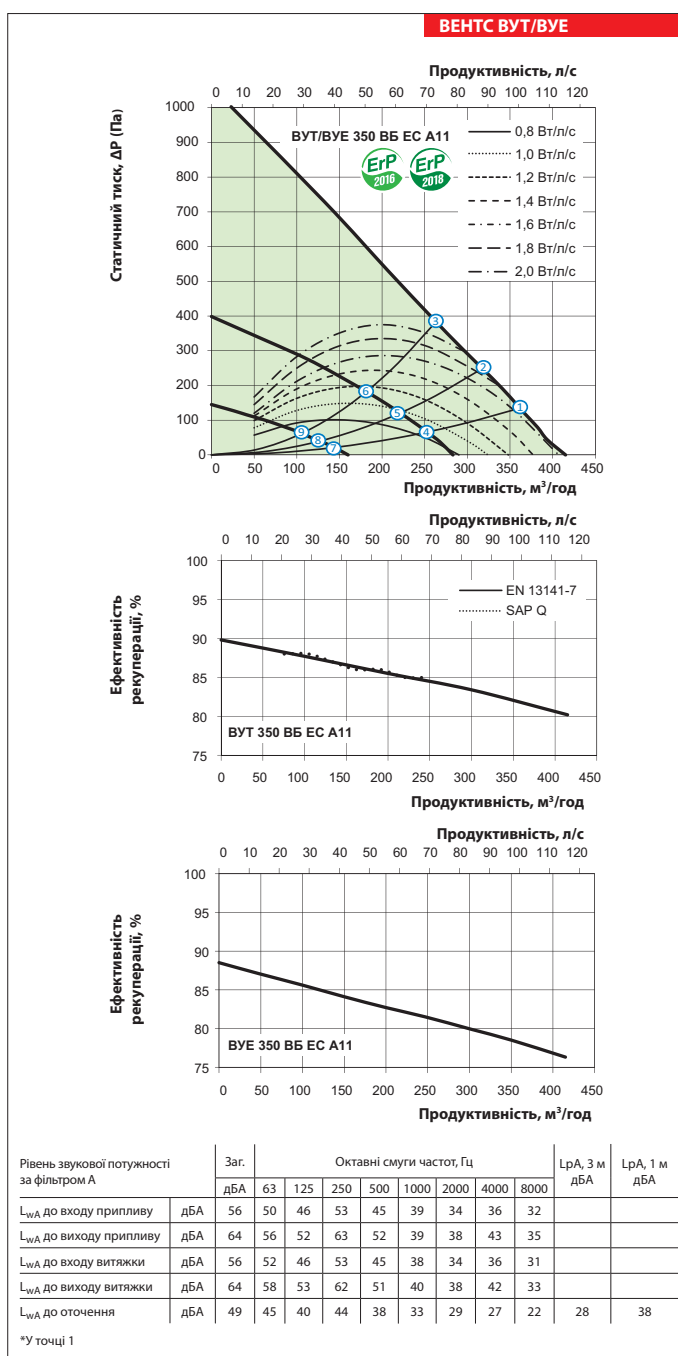 ВЕНТС ВУТ/ВУЕ
Продуктивність, л/с
0 10 20 30 40 50 60 70 80 90 100 110 120
Статичний тиск, ΔР (Па)
1000
900
800
700
600
500
400
300
200
100
0
ВУТ/ВУЕ 350 ВБ ЕС А11
ErP 2016
ErP 2018
0,8 Вт/л/с
1,0 Вт/л/с
1,2 Вт/л/с
1,4 Вт/л/с
1,6 Вт/л/с
1,8 Вт/л/с
2,0 Вт/л/с
3
2
1
6
5
4
9
8
7
0 50 100 150 200 250 300 350 400 450
Продуктивність, м³/год
Продуктивність, л/с
0 10 20 30 40 50 60 70 80 90 100 110 120
Ефективність
рекуперації, %
100
95
90
85
80
75
EN 13141-7
SAP Q
ВУТ 350 ВБ ЕС А11
0 50 100 150 200 250 300 350 400 450
Продуктивність, м³/год
Продуктивність, л/с
0 10 20 30 40 50 60 70 80 90 100 110 120
Ефективність
рекуперації, %
100
95
90
85
80
75
ВУЕ 350 ВБ ЕС А11
0 50 100 150 200 250 300 350 400 450
Продуктивність, м³/год
Рівень звукової потужності за фільтром А Заг. Октавні смуги частот, Гц LpA, 3 м дБА LpA, 1 м дБА
дБА 63 125 250 500 1000 2000 4000 8000
LwA до входу припливу дБА 56 50 46 53 45 39 34 36 32
LwA до виходу припливу дБА 64 56 52 63 52 39 38 43 35
LwA до входу витяжки дБА 56 52 46 53 45 38 34 36 31
LwA до виходу витяжки дБА 64 58 53 62 51 40 38 42 33
LwA до оточення дБА 49 45 40 44 38 33 29 27 22 28 38
*У точці 1